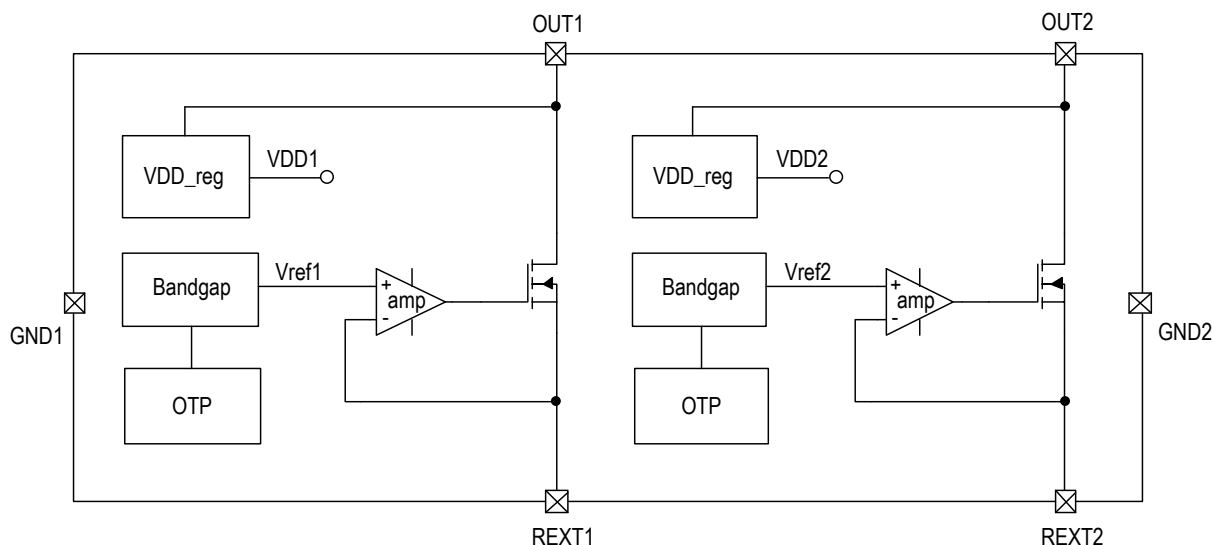 OUT1
OUT2
VDD_reg
VDD1
VDD_reg
VDD2
Bandgap
Vref1
+
amp
-
Bandgap
Vref2
+
amp
-
GND1
GND2
OTP
OTP
REXT1
REXT2